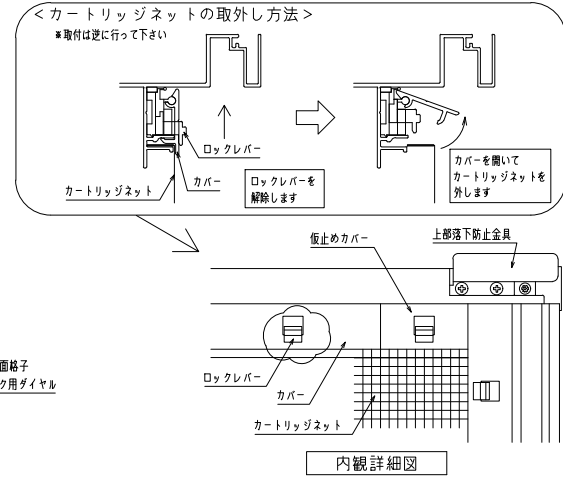 ＜カートリッジネットの取外し方法＞
＊取付は逆に行って下さい
ロックレバー
カバー
カートリッジネット
ロックレバーを
解除します
カバーを開いて
カートリッジネットを
外します
仮止めカバー
上部落下防止金具
面格子
ク用ダイヤル
ロックレバー
カバー
カートリッジネット
内観詳細図